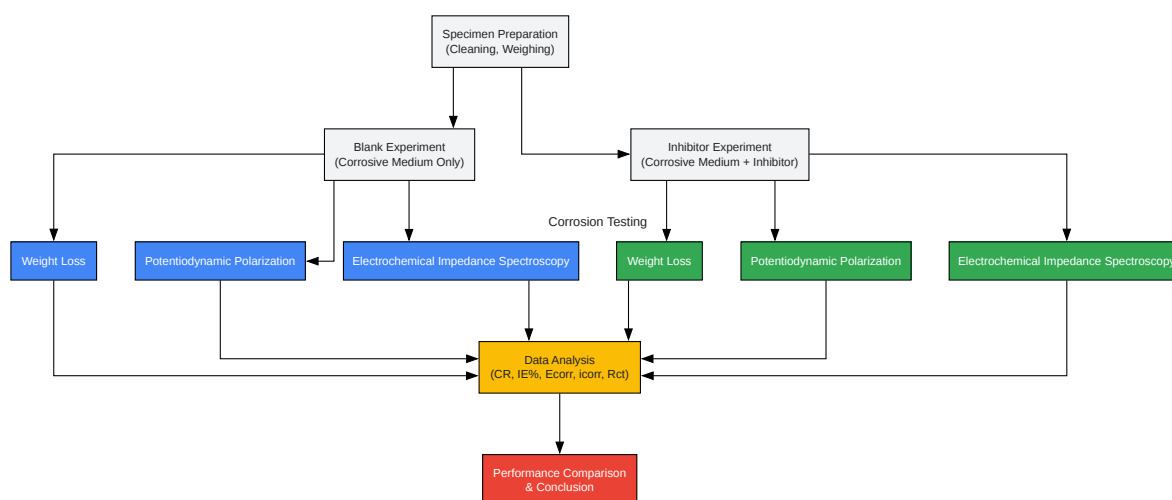 Specimen Preparation
(Cleaning, Weighing)
Blank Experiment
(Corrosive Medium Only)
Inhibitor Experiment
(Corrosive Medium + Inhibitor)
Corrosion Testing
Weight Loss
Potentiodynamic Polarization
Electrochemical Impedance Spectroscopy
Weight Loss
Potentiodynamic Polarization
Electrochemical Impedance Spectroscopy
Data Analysis
(CR, IE%, Ecorr, icorr, Rct)
Performance Comparison
& Conclusion